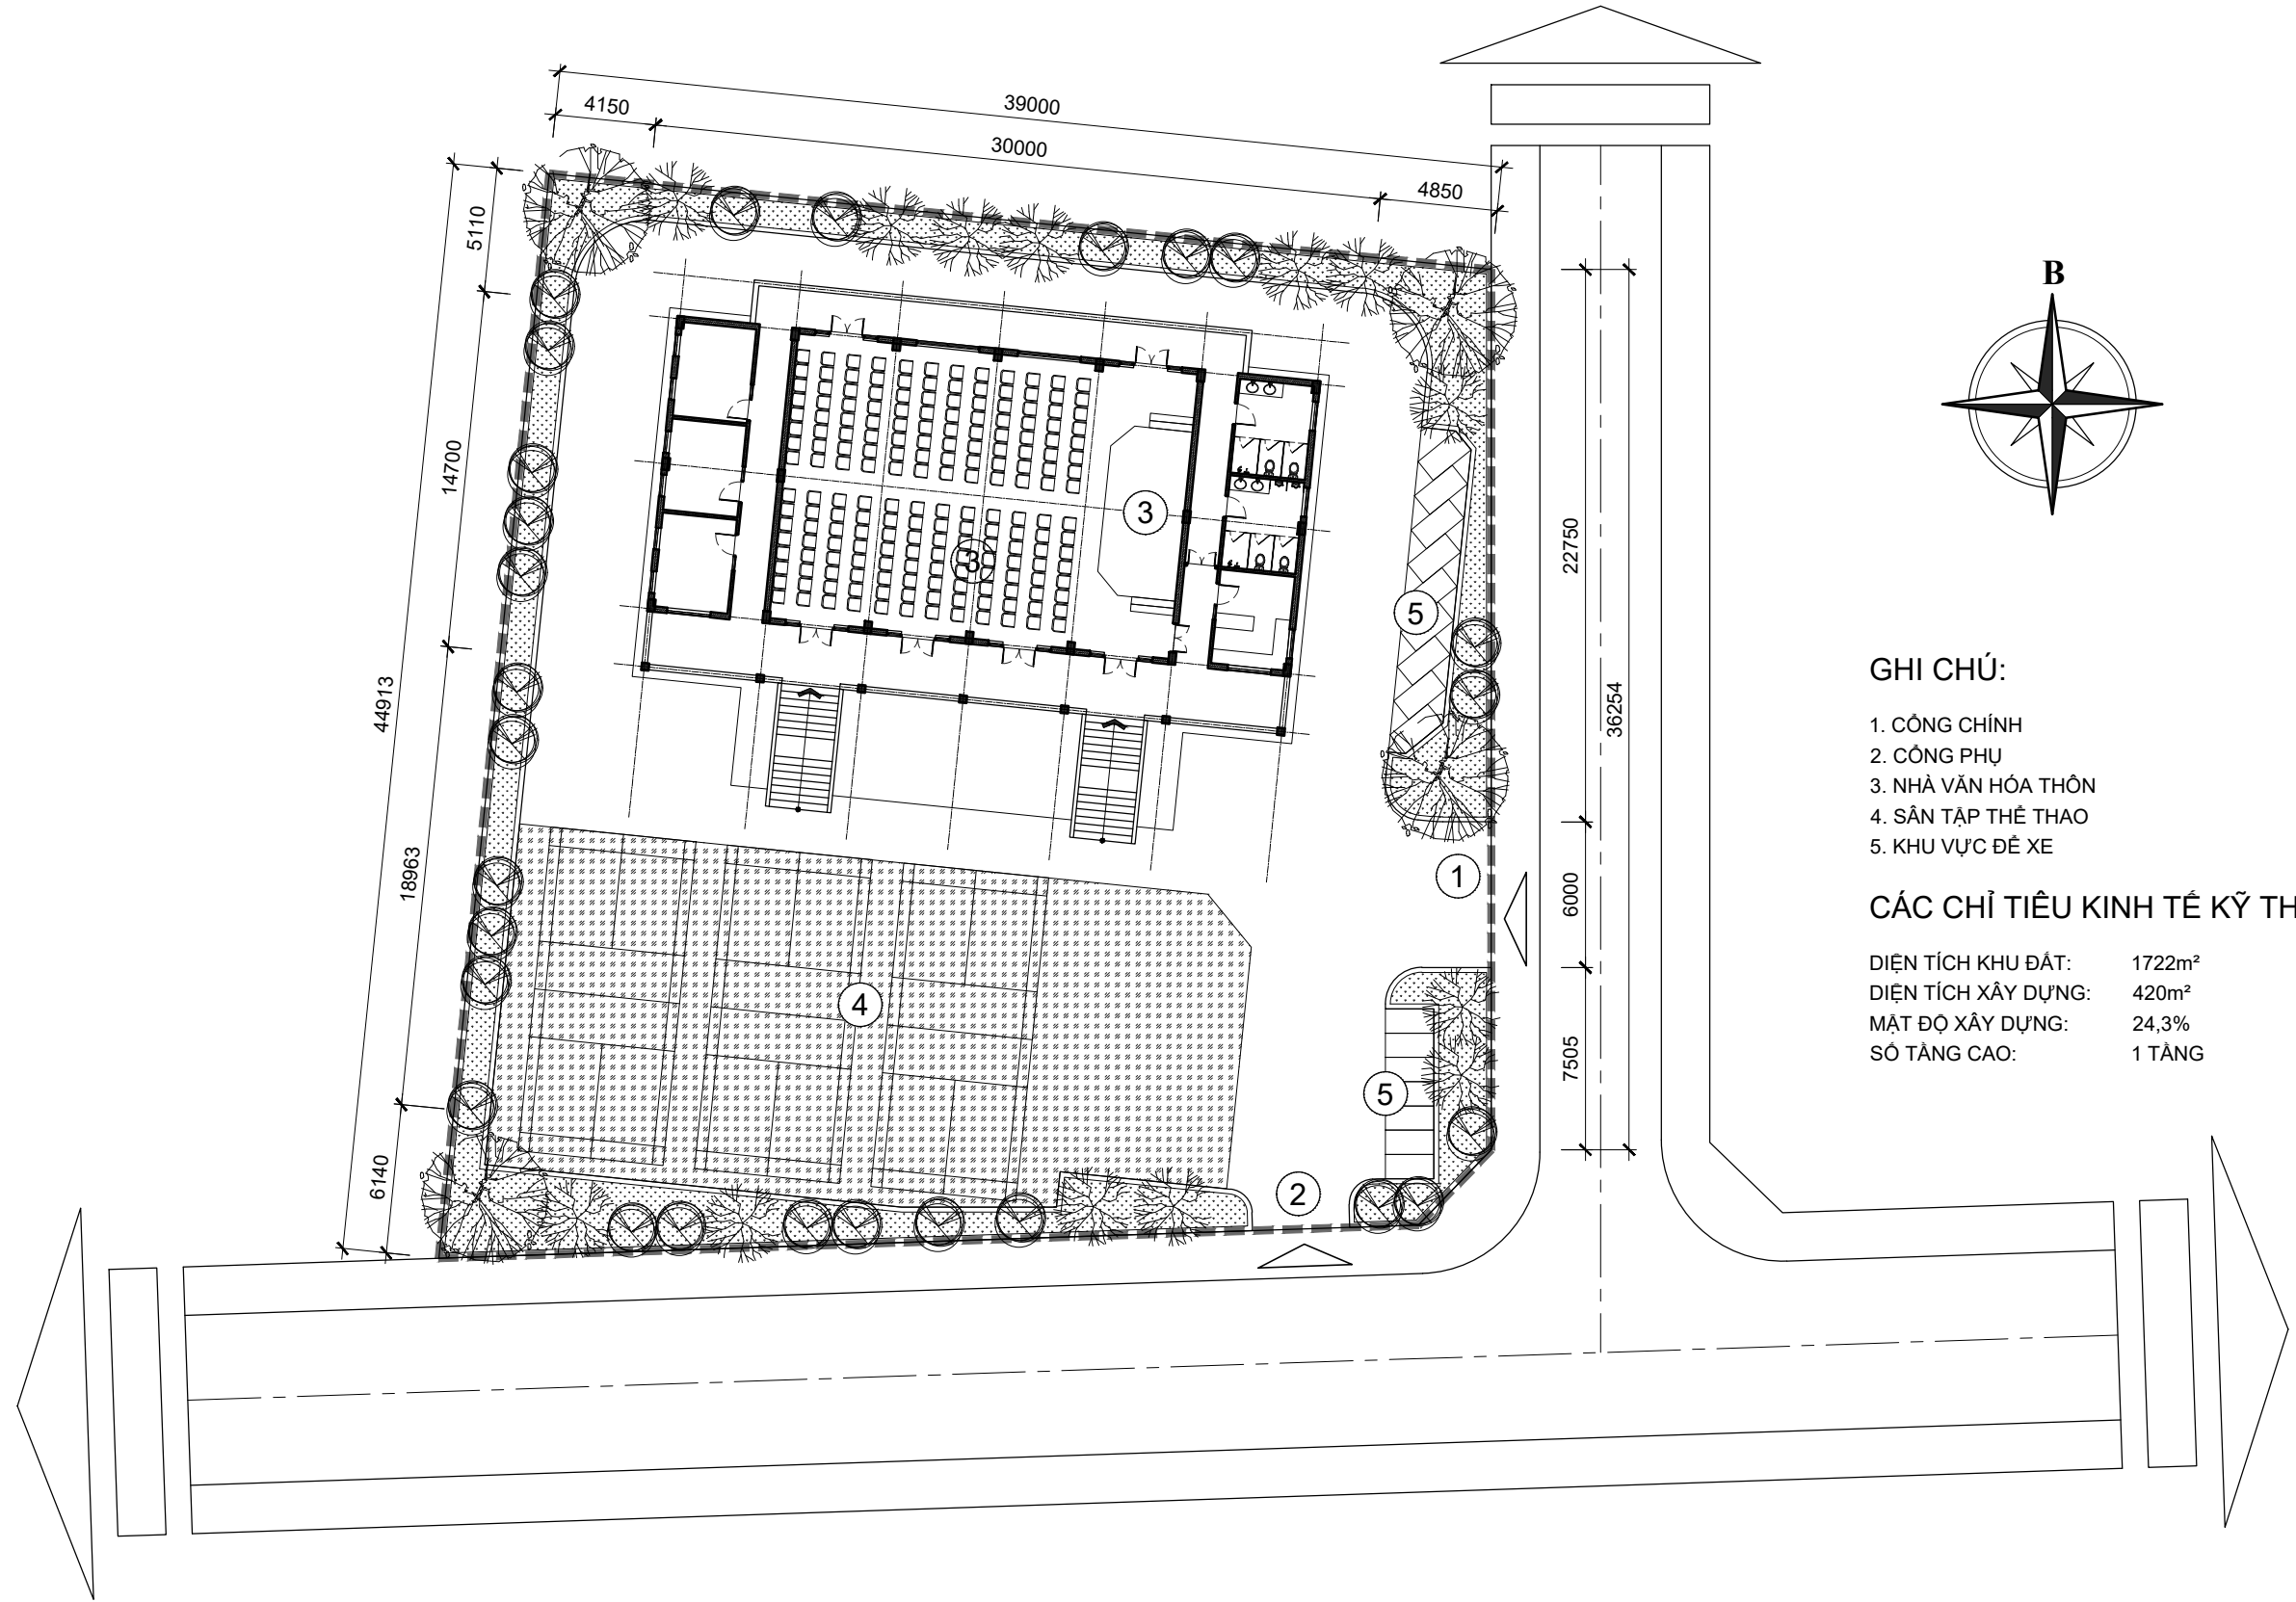 39000
4150
30000
4850
5110
14700
44913
18963
6140
22750
36254
6000
7505
3
3
5
1
4
5
2
B
GHI CHÚ:
1. CỔNG CHÍNH
2. CỔNG PHỤ
3. NHÀ VĂN HÓA THÔN
4. SÂN TẬP THỂ THAO
5. KHU VỰC ĐỂ XE
CÁC CHỈ TIÊU KINH TẾ KỸ TH
DIỆN TÍCH KHU ĐẤT: 1722m²
DIỆN TÍCH XÂY DỰNG: 420m²
MẬT ĐỘ XÂY DỰNG: 24,3%
SỐ TẦNG CAO: 1 TẦNG